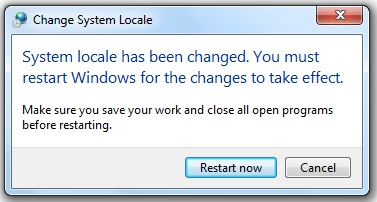 Change System Locale
System locale has been changed. You must
restart Windows for the changes to take effect.
Make sure you save your work and close all open programs
before restarting.
Restart now Cancel